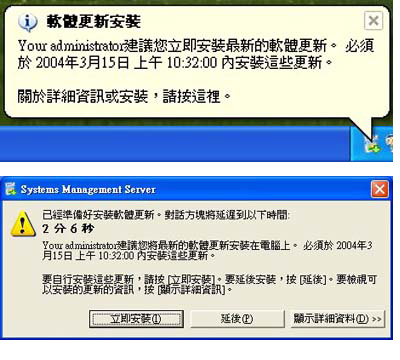 軟體更新安裝
Your administrator建議您立即安裝最新的軟體更新。 必須
於 2004年3月15日 上午 10:32:00 內安裝這些更新。
關於詳細資訊或安裝，請按這裡。
Systems Management Server
已經準備好安裝軟體更新。對話方塊將延遲到以下時間:
2 分 6 秒
Your administrator建議您將最新的軟體更新安裝在電腦上。 必須於 2004年3
月15日 上午 10:32:00 內安裝這些更新。
要自行安裝這些更新，請按 [立即安裝]。要延後安裝，按 [延後]。要檢視可
以安裝的更新的資訊，按 [顯示詳細資訊]。
立即安裝(I)
延後(P)
顯示詳細資料(D) >>